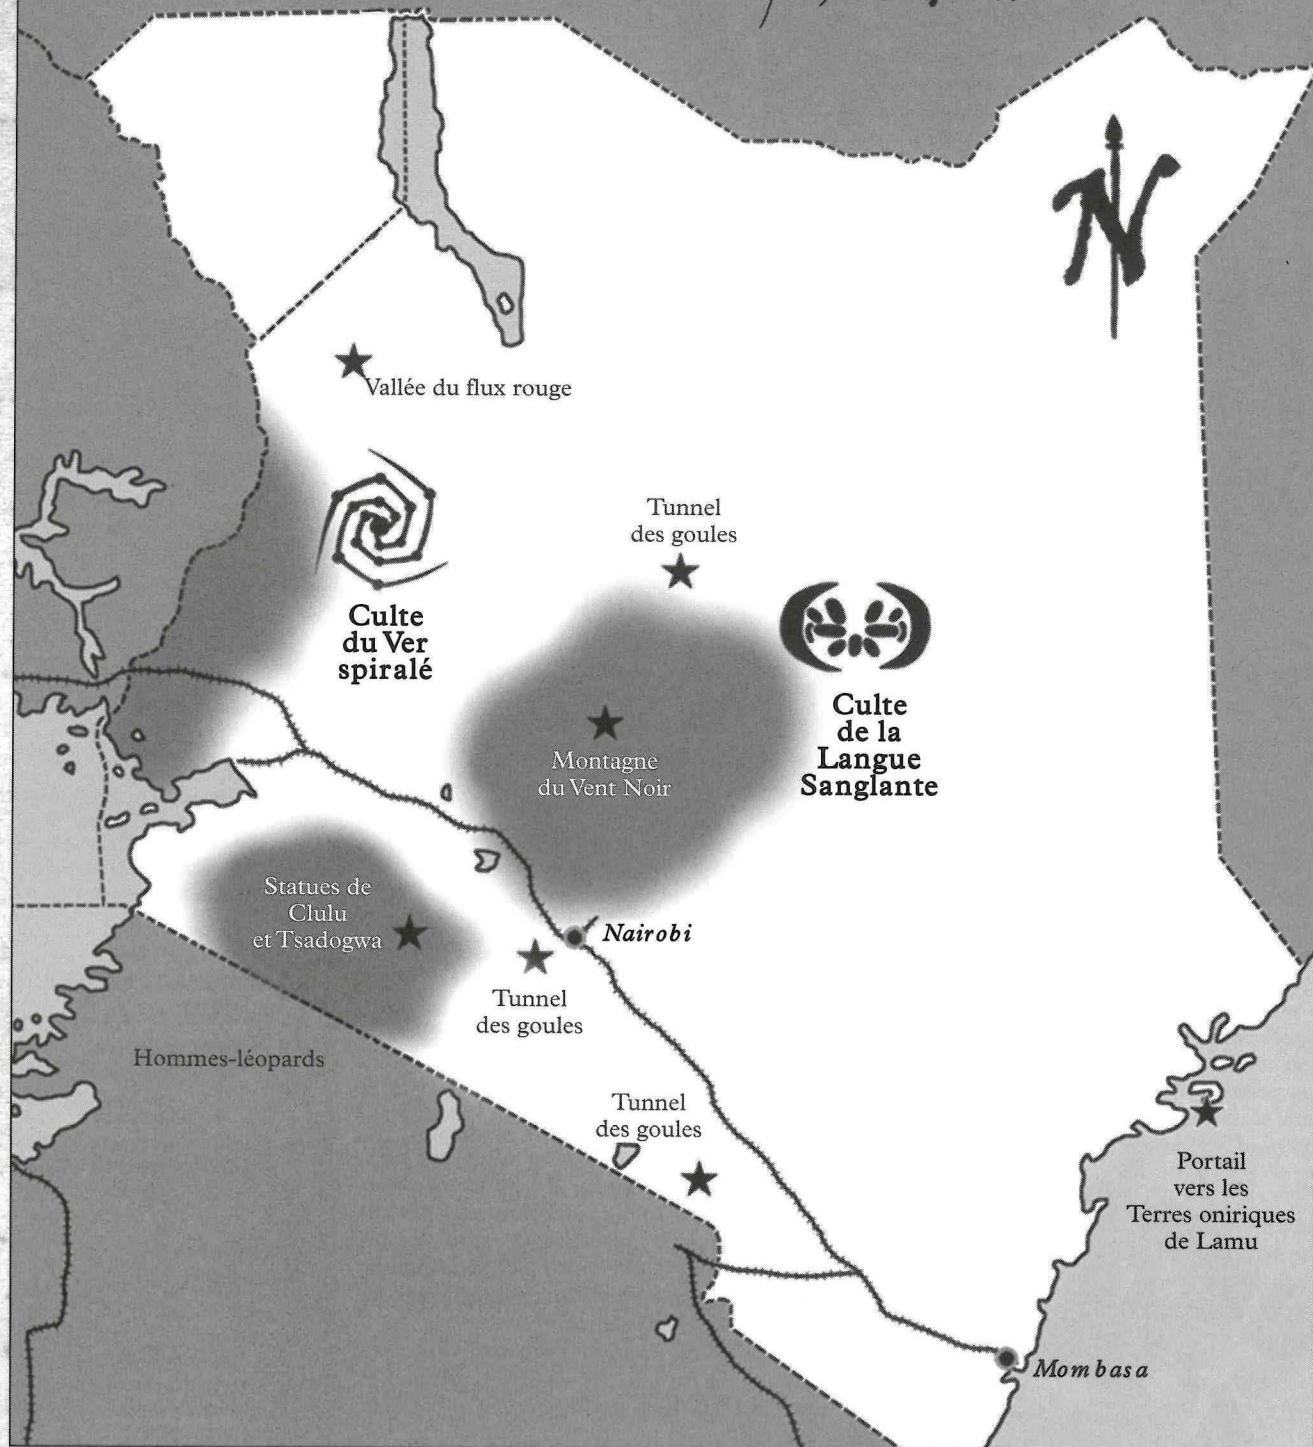 N
Vallée du flux rouge
Tunnel
des goules
Culte
du Ver
spiralé
Culte
de la
Langue
Sanglante
Montagne
du Vent Noir
Statues de
Clulu
et Tsadogwa
Nairobi
Tunnel
des goules
Hommes-léopards
Tunnel
des goules
Portail
vers les
Terres oniriques
de Lamu
Mombasa